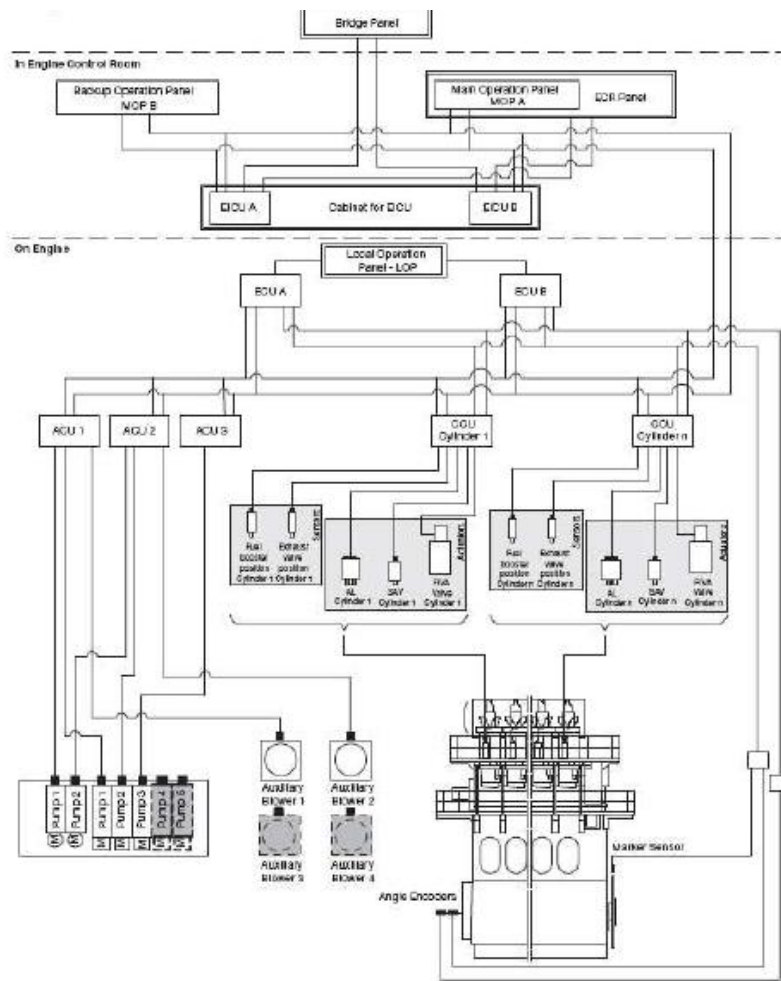 Bridge Panel
In Engine Control Room
Backup Operation Panel
MOP B
Main Operation Panel
MOP A
ECR Panel
EICU A
Cabinet for EICU
EICU B
On Engine
Local Operation
Panel - LOP
ECU A
ECU B
ACU 1
ACU 2
ACU 3
CCU
Cylinder 1
CCU
Cylinder n
Sensors
Fuel
booster
position
Cylinder 1
Exhaust
valve
position
Cylinder 1
Actuators
AL
Cylinder 1
SAV
Cylinder 1
FIVA
Valve
Cylinder 1
Sensors
Fuel
booster
position
Cylinder n
Exhaust
valve
position
Cylinder n
Actuators
AL
Cylinder n
SAV
Cylinder n
FIVA
Valve
Cylinder n
Pump 1
Pump 2
Pump 1
Pump 2
Pump 3
Pump 4
Pump 5
M
M
M
M
M
M
M
Auxiliary
Blower 1
Auxiliary
Blower 2
Auxiliary
Blower 3
Auxiliary
Blower 4
Marker Sensor
Angle Encoders